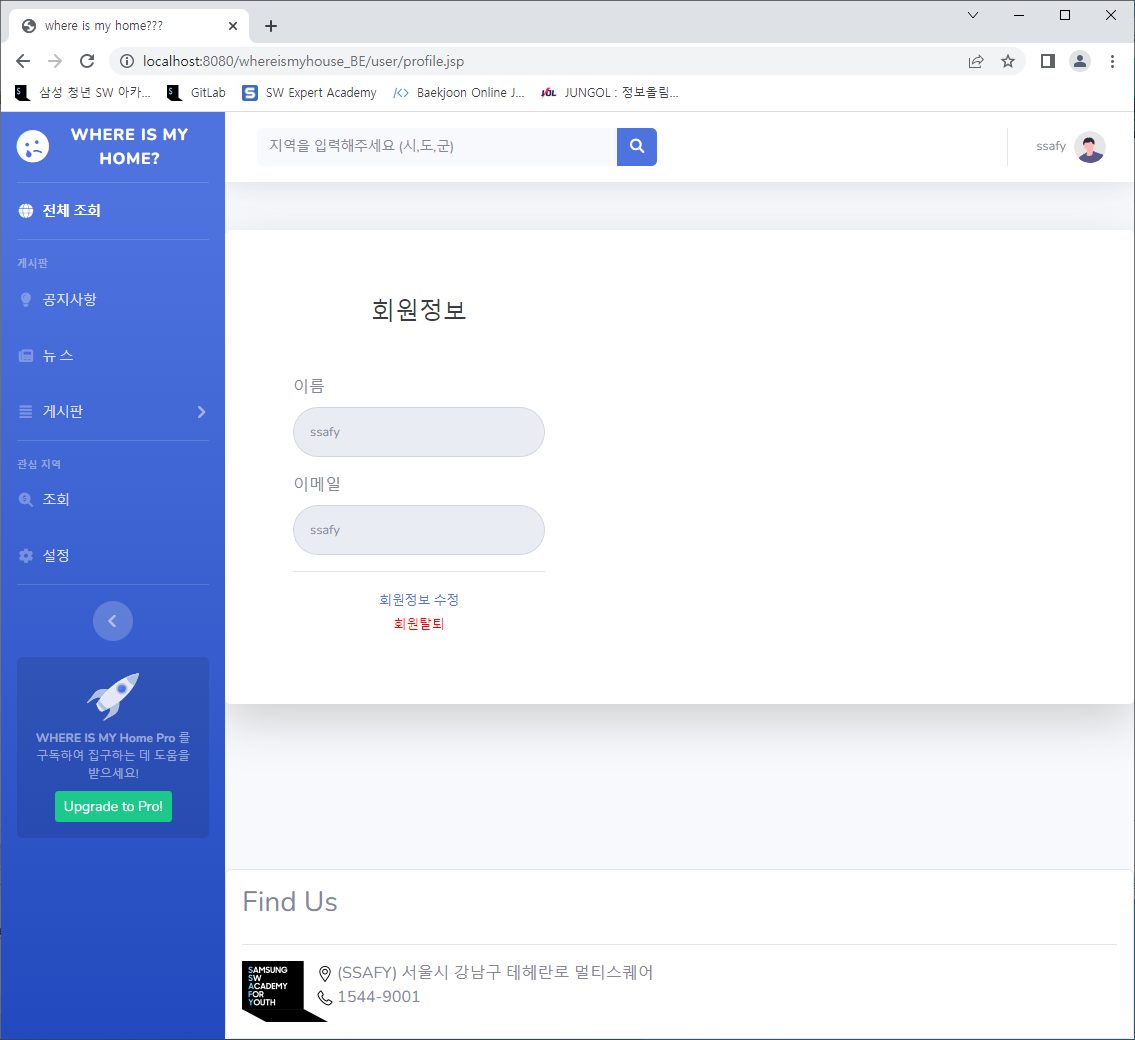 where is my home???
localhost:8080/whereismyhouse_BE/user/profile.jsp
삼성 청년 SW 아카... GitLab SW Expert Academy Baekjoon Online J... JUNGOL : 정보올림...
WHERE IS MY
HOME?
지역을 입력해주세요 (시,도,군)
ssafy
전체 조회
게시판
공지사항
뉴 스
게시판
관심 지역
조회
설정
WHERE IS MY Home Pro 를
구독하여 집구하는 데 도움을
받으세요!
Upgrade to Pro!
회원정보
이름
ssafy
이메일
ssafy
회원정보 수정
회원탈퇴
Find Us
SAMSUNG
SW
ACADEMY
FOR
YOUTH
(SSAFY) 서울시 강남구 테헤란로 멀티스퀘어
1544-9001